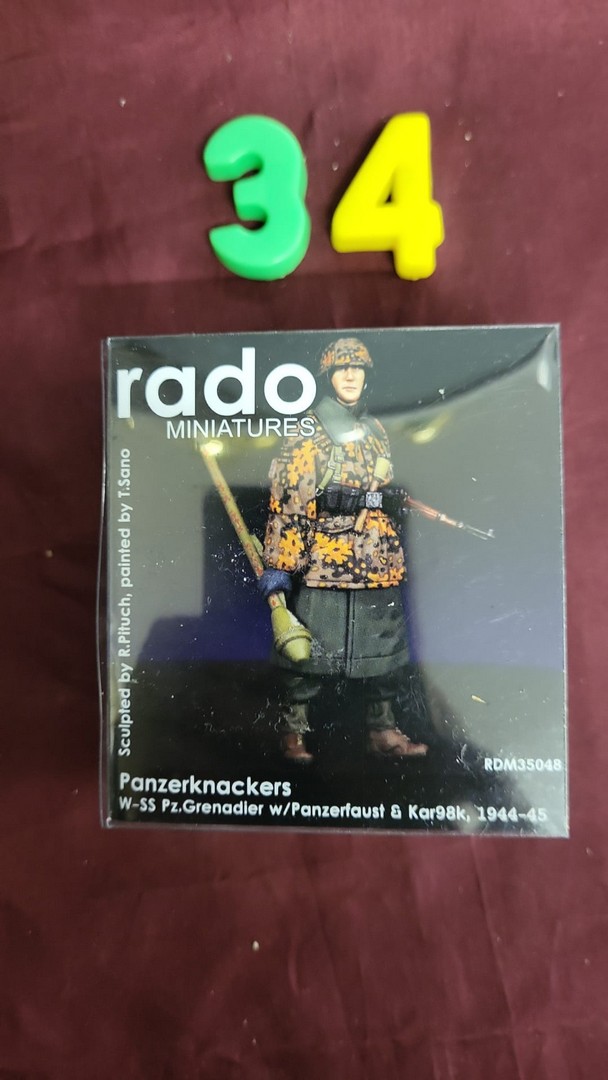 34
rado
MINIATURES
Sculpted by R.Pituch, painted by T.Sano
RDM35048
Panzerknackers
W-SS Pz.Grenadier w/Panzerfaust & Kar98k, 1944-45